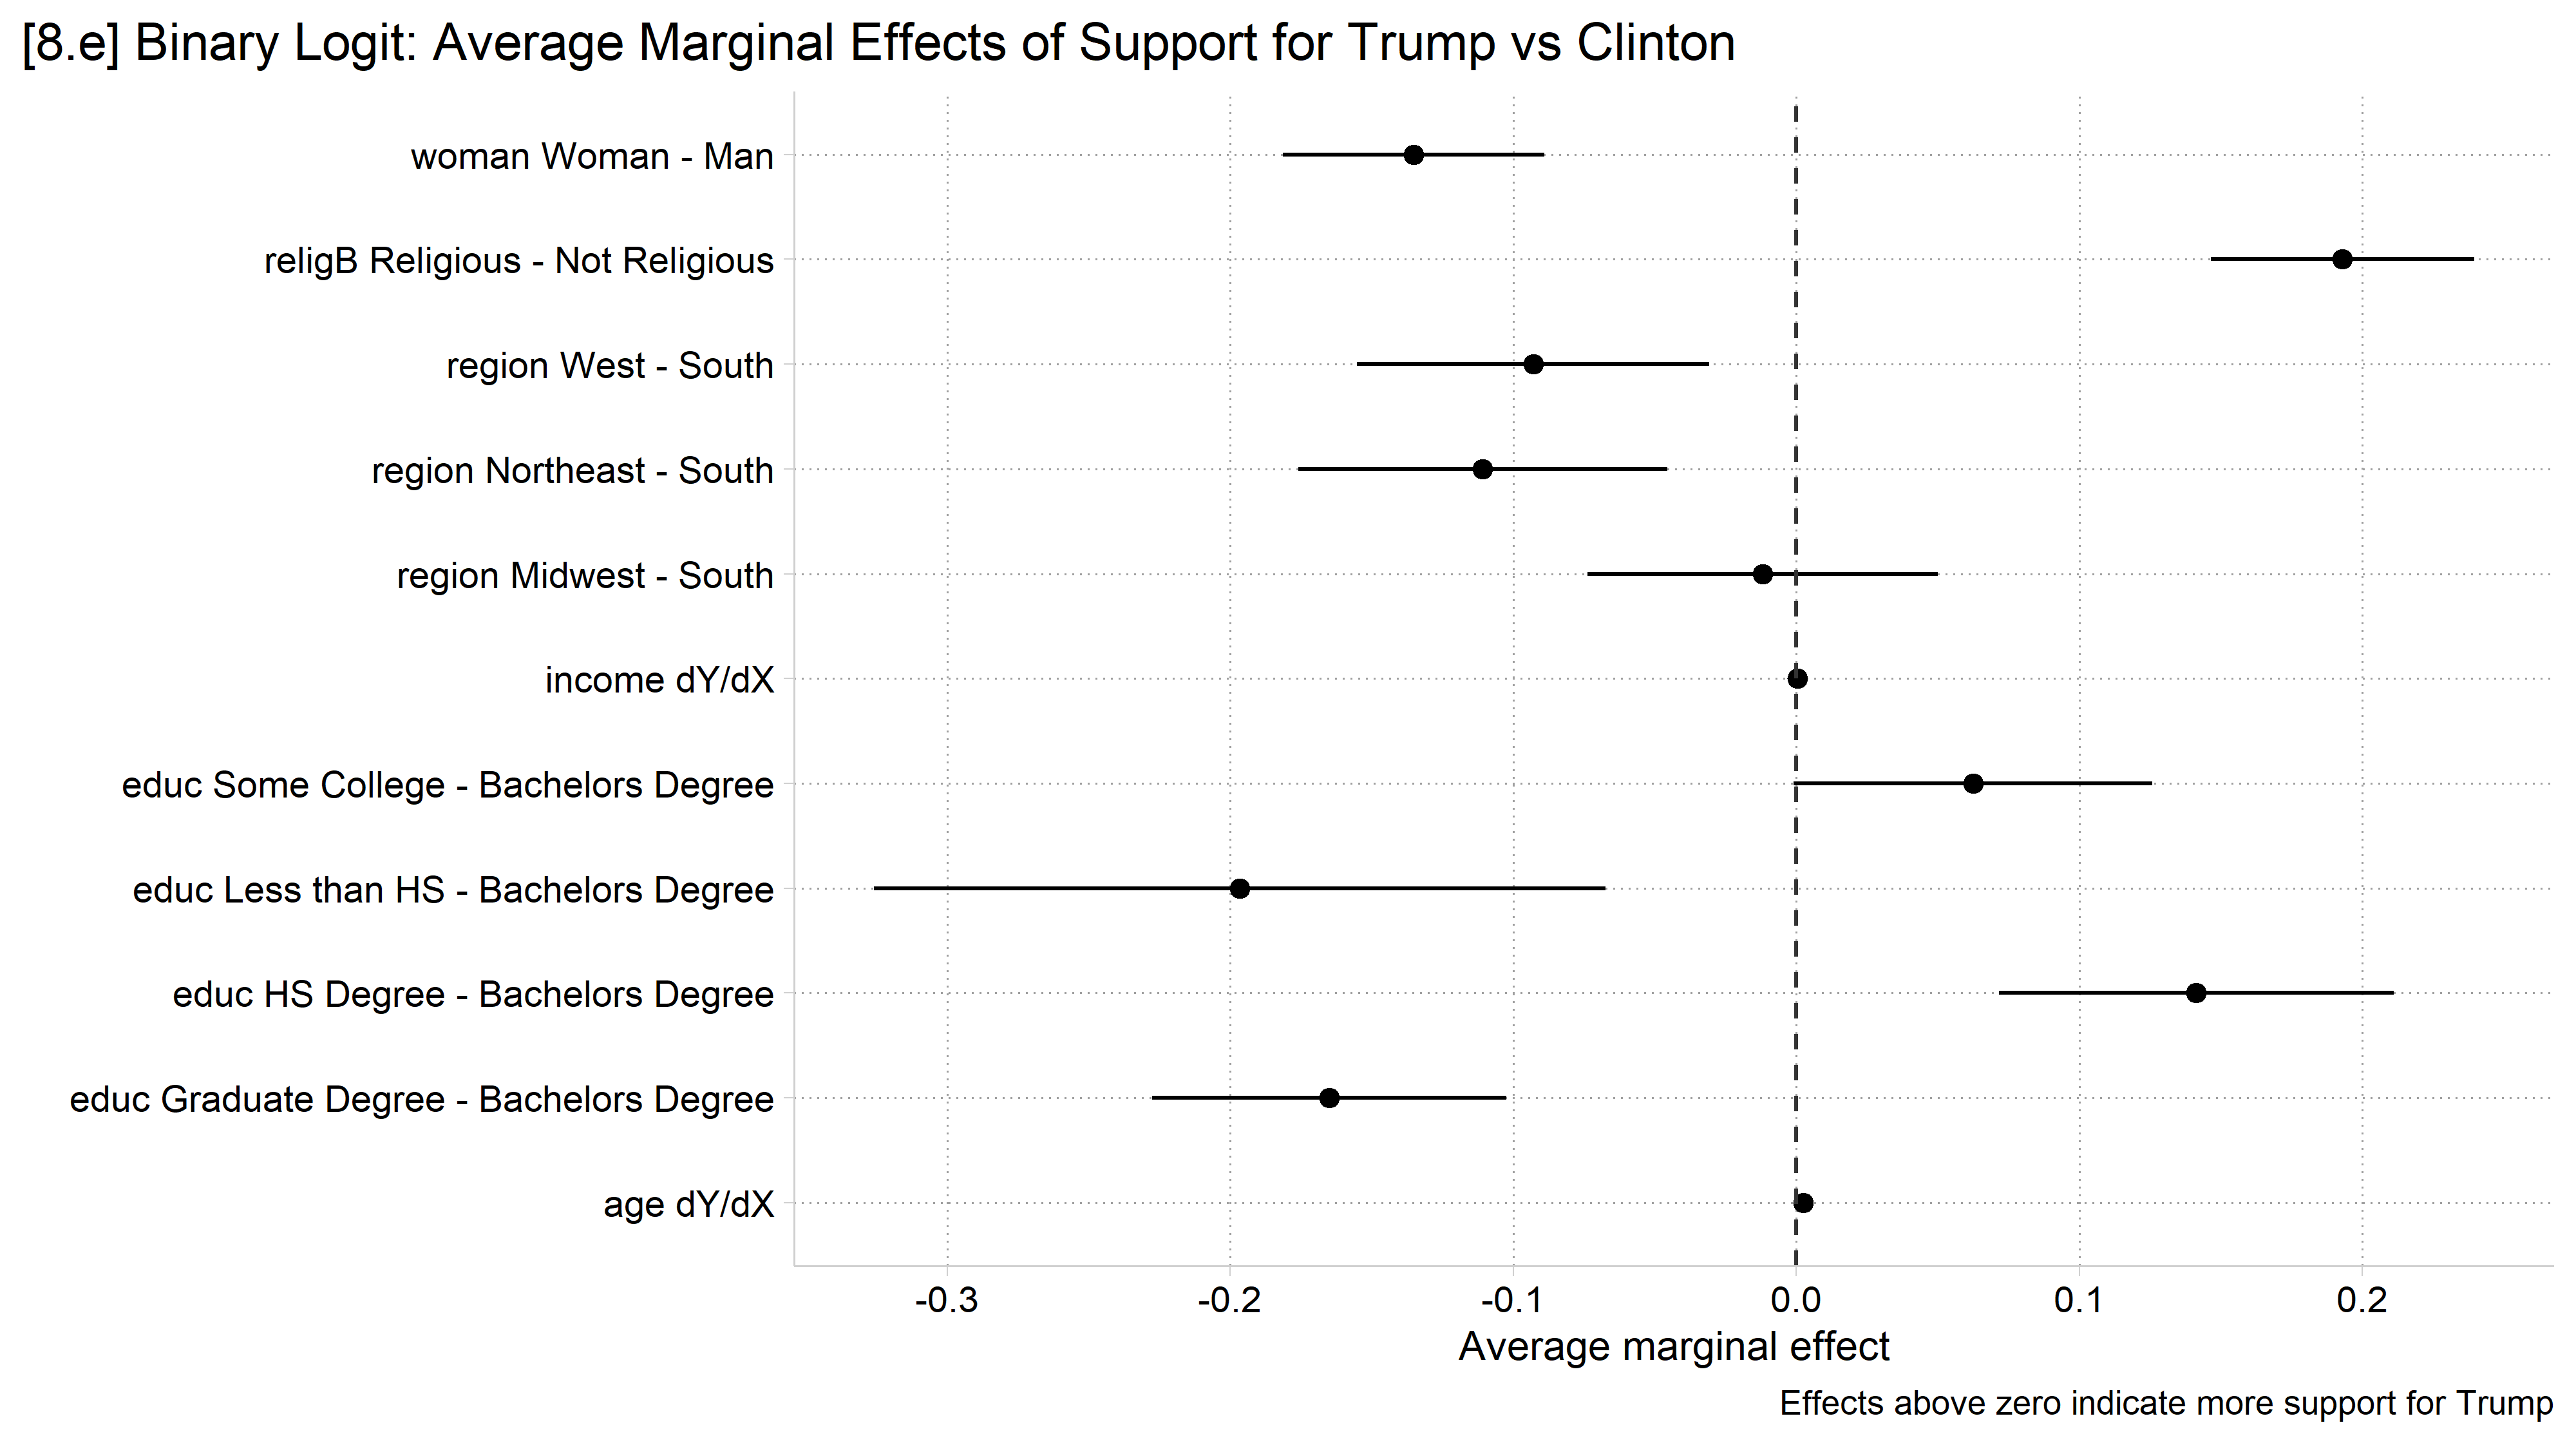 [8.e] Binary Logit: Average Marginal Effects of Support for Trump vs Clinton
woman Woman - Man
religB Religious - Not Religious
region West - South
region Northeast - South
region Midwest - South
income dY/dX
educ Some College - Bachelors Degree
educ Less than HS - Bachelors Degree
educ HS Degree - Bachelors Degree
educ Graduate Degree - Bachelors Degree
age dY/dX
-0.3 -0.2 -0.1 0.0 0.1 0.2
Average marginal effect
Effects above zero indicate more support for Trump